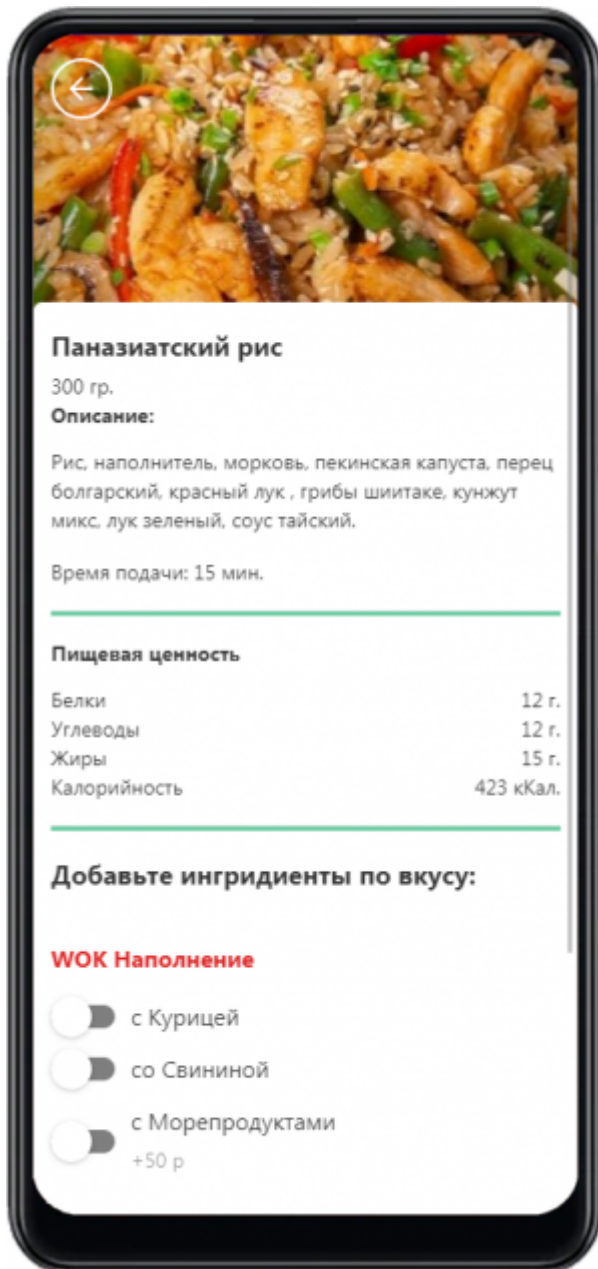 Паназиатский рис
300 гр.
Описание:
Рис, наполнитель, морковь, пекинская капуста, перец
болгарский, красный лук , грибы шиитаке, кунжут
микс, лук зеленый, соус тайский.
Время подачи: 15 мин.
Пищевая ценность
Белки 12 г.
Углеводы 12 г.
Жиры 15 г.
Калорийность 423 кКал.
Добавьте ингридиенты по вкусу:
WOK Наполнение
с Курицей
со Свининой
с Морепродуктами
+50 р